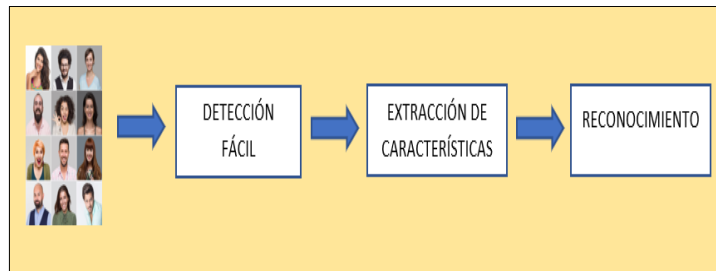 DETECCIÓN
FÁCIL
EXTRACCIÓN DE
CARACTERÍSTICAS
RECONOCIMIENTO